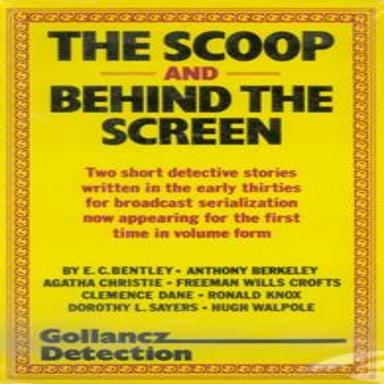 THE SCOOP
AND
BEHIND THE
SCREEN
Two short detective stories
written in the early thirties
for broadcast serialization
now appearing for the first
time in volume form
BY E. C. BENTLEY • ANTHONY BERKELEY
AGATHA CHRISTIE • FREEMAN WILLS CROFTS
CLEMENCE DANE • RONALD KNOX
DOROTHY L. SAYERS • HUGH WALPOLE
Gollancz
Detection